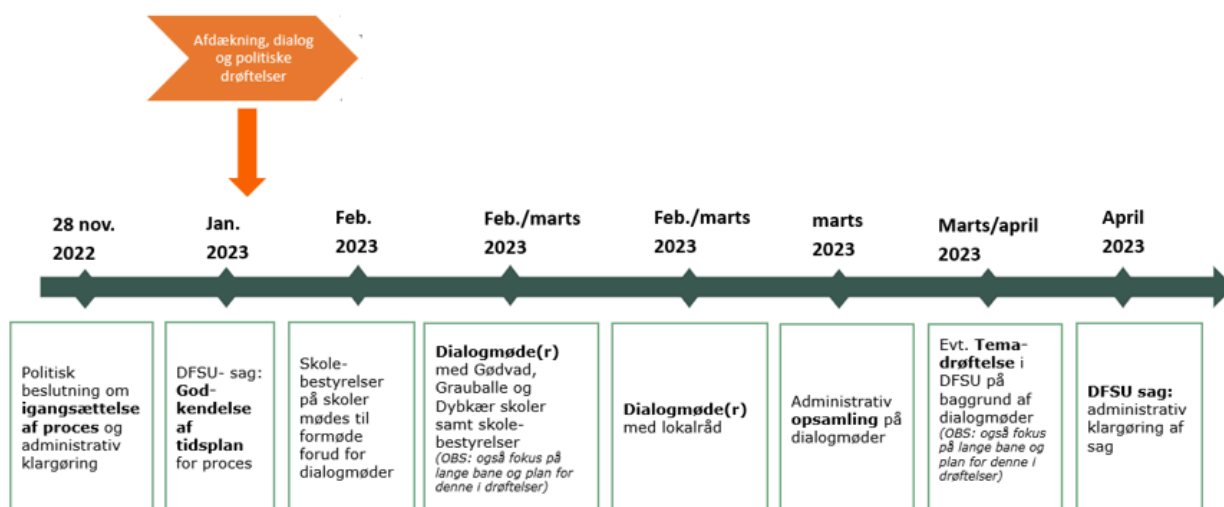 Afdækning, dialog
og politiske
drøftelser
28 nov.
2022
Jan.
2023
Feb.
2023
Feb./marts
2023
Feb./marts
2023
marts
2023
Marts/april
2023
April
2023
Politisk
beslutning om
igangsættelse
af proces og
administrativ
klargøring
DFSU- sag:
God-
kendelse
af
tidsplan
for proces
Skole-
bestyrelser
på skoler
mødes til
formøde
forud for
dialogmøder
Dialogmøde(r)
med Gødvad,
Grauballe og
Dybkær skoler
samt skole-
bestyrelser
(OBS: også fokus på
lange bane og plan for
denne i drøftelser)
Dialogmøde(r)
med lokalråd
Administrativ
opsamling på
dialogmøder
Evt. Tema-
drøftelse i
DFSU på
baggrund af
dialogmøder
(OBS: også fokus
på lange bane og
plan for denne i
drøftelser)
DFSU sag:
administrativ
klargøring af
sag